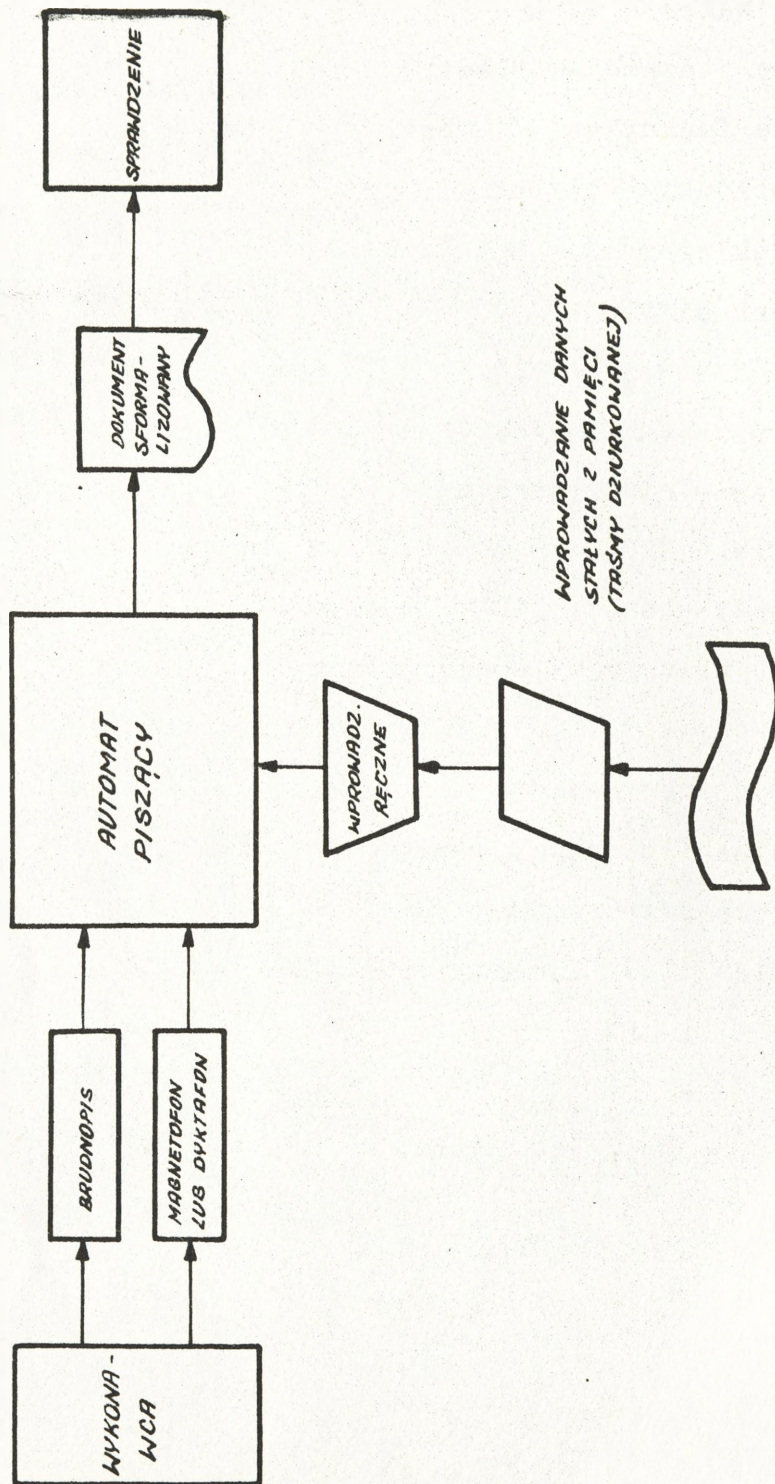 WYKONA-
WCA
BRUDNOPIS
MAGNETOFON
LUB DYKTAFON
AUTOMAT
PISZĄCY
WPROWADZ.
RĘCZNE
DOKUMENT
SFORMA-
LIZOWANY
SPRAWDZENIE
WPROWADZANIE DANYCH
STAŁYCH Z PAMIĘCI
(TAŚMY DZIURKOWANEJ)